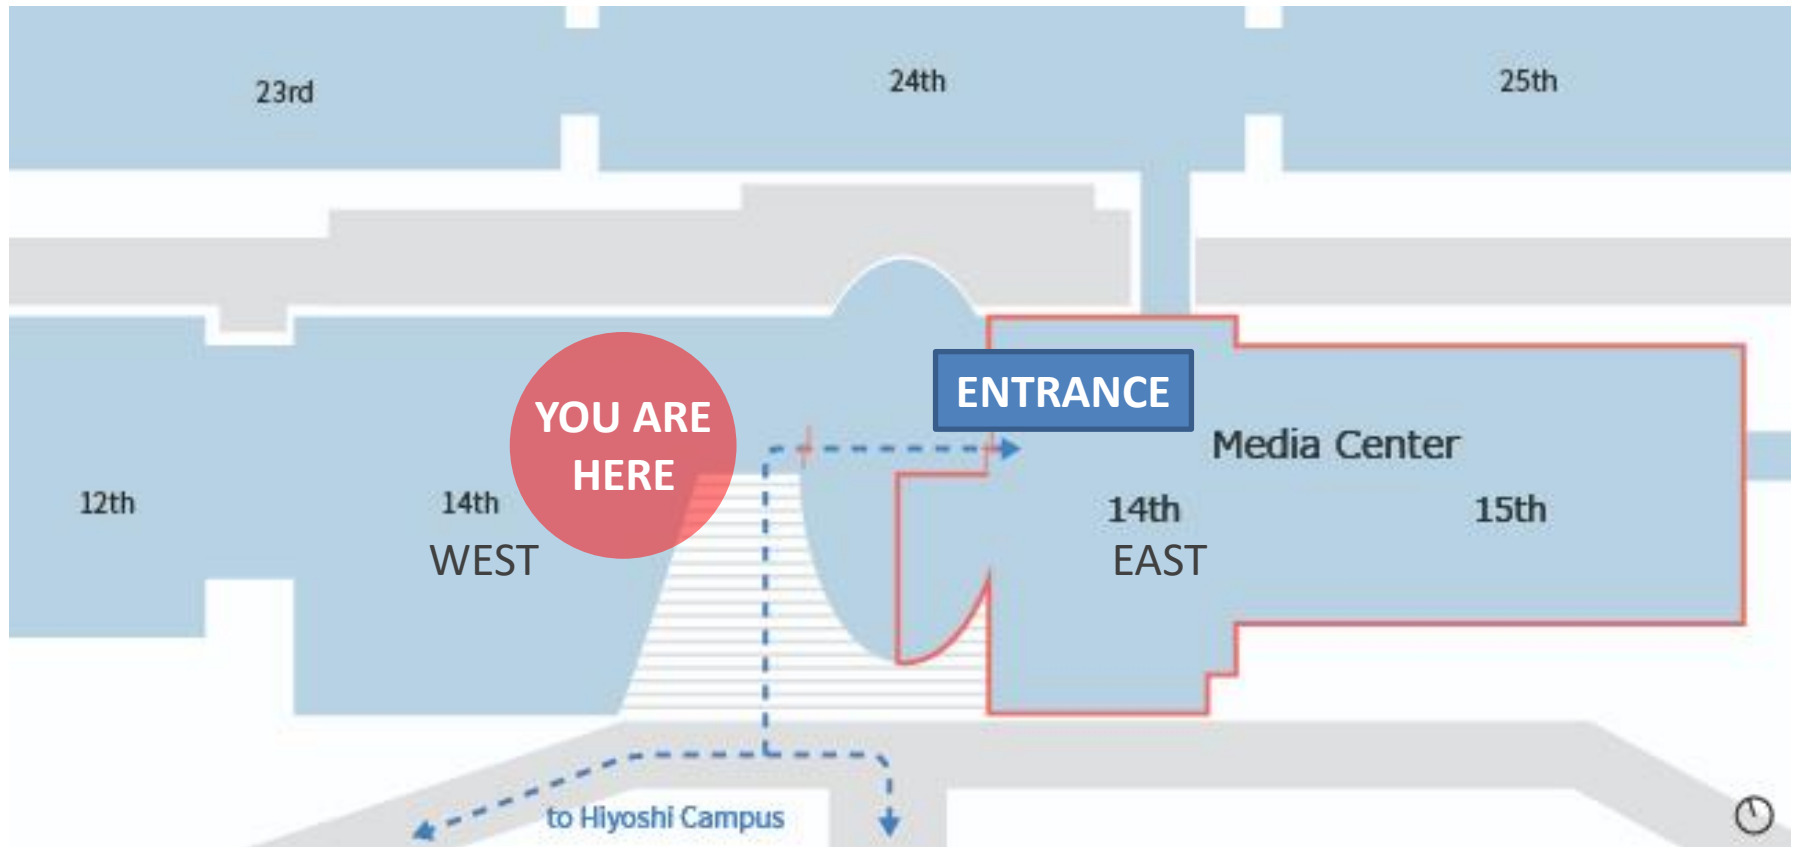 23rd
24th
25th
YOU ARE
HERE
ENTRANCE
Media Center
12th
14th
14th
15th
WEST
EAST
to Hiyoshi Campus